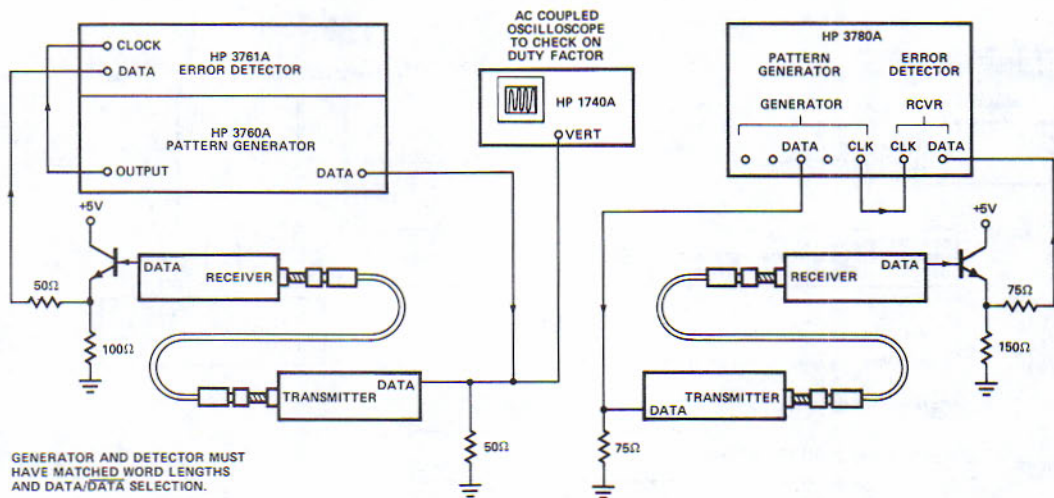 CLOCK
DATA
HP 3761A
ERROR DETECTOR
HP 3760A
PATTERN GENERATOR
OUTPUT
DATA
AC COUPLED
OSCILLOSCOPE
TO CHECK ON
DUTY FACTOR
HP 1740A
VERT
HP 3780A
PATTERN
GENERATOR
ERROR
DETECTOR
GENERATOR
RCVR
DATA
CLK
CLK
DATA
+5V
DATA
RECEIVER
50Ω
100Ω
TRANSMITTER
DATA
50Ω
+5V
RECEIVER
DATA
75Ω
150Ω
DATA
TRANSMITTER
75Ω
GENERATOR AND DETECTOR MUST
HAVE MATCHED WORD LENGTHS
AND DATA/D̅A̅T̅A̅ SELECTION.